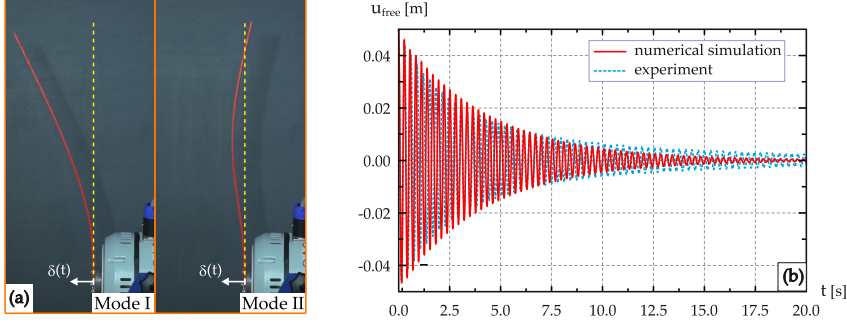 δ(t)
(a)
Mode I
δ(t)
Mode II
u_free [m]
numerical simulation
experiment
0.04
0.02
0.00
-0.02
-0.04
0.0 2.5 5.0 7.5 10.0 12.5 15.0 17.5 20.0
t [s]
(b)